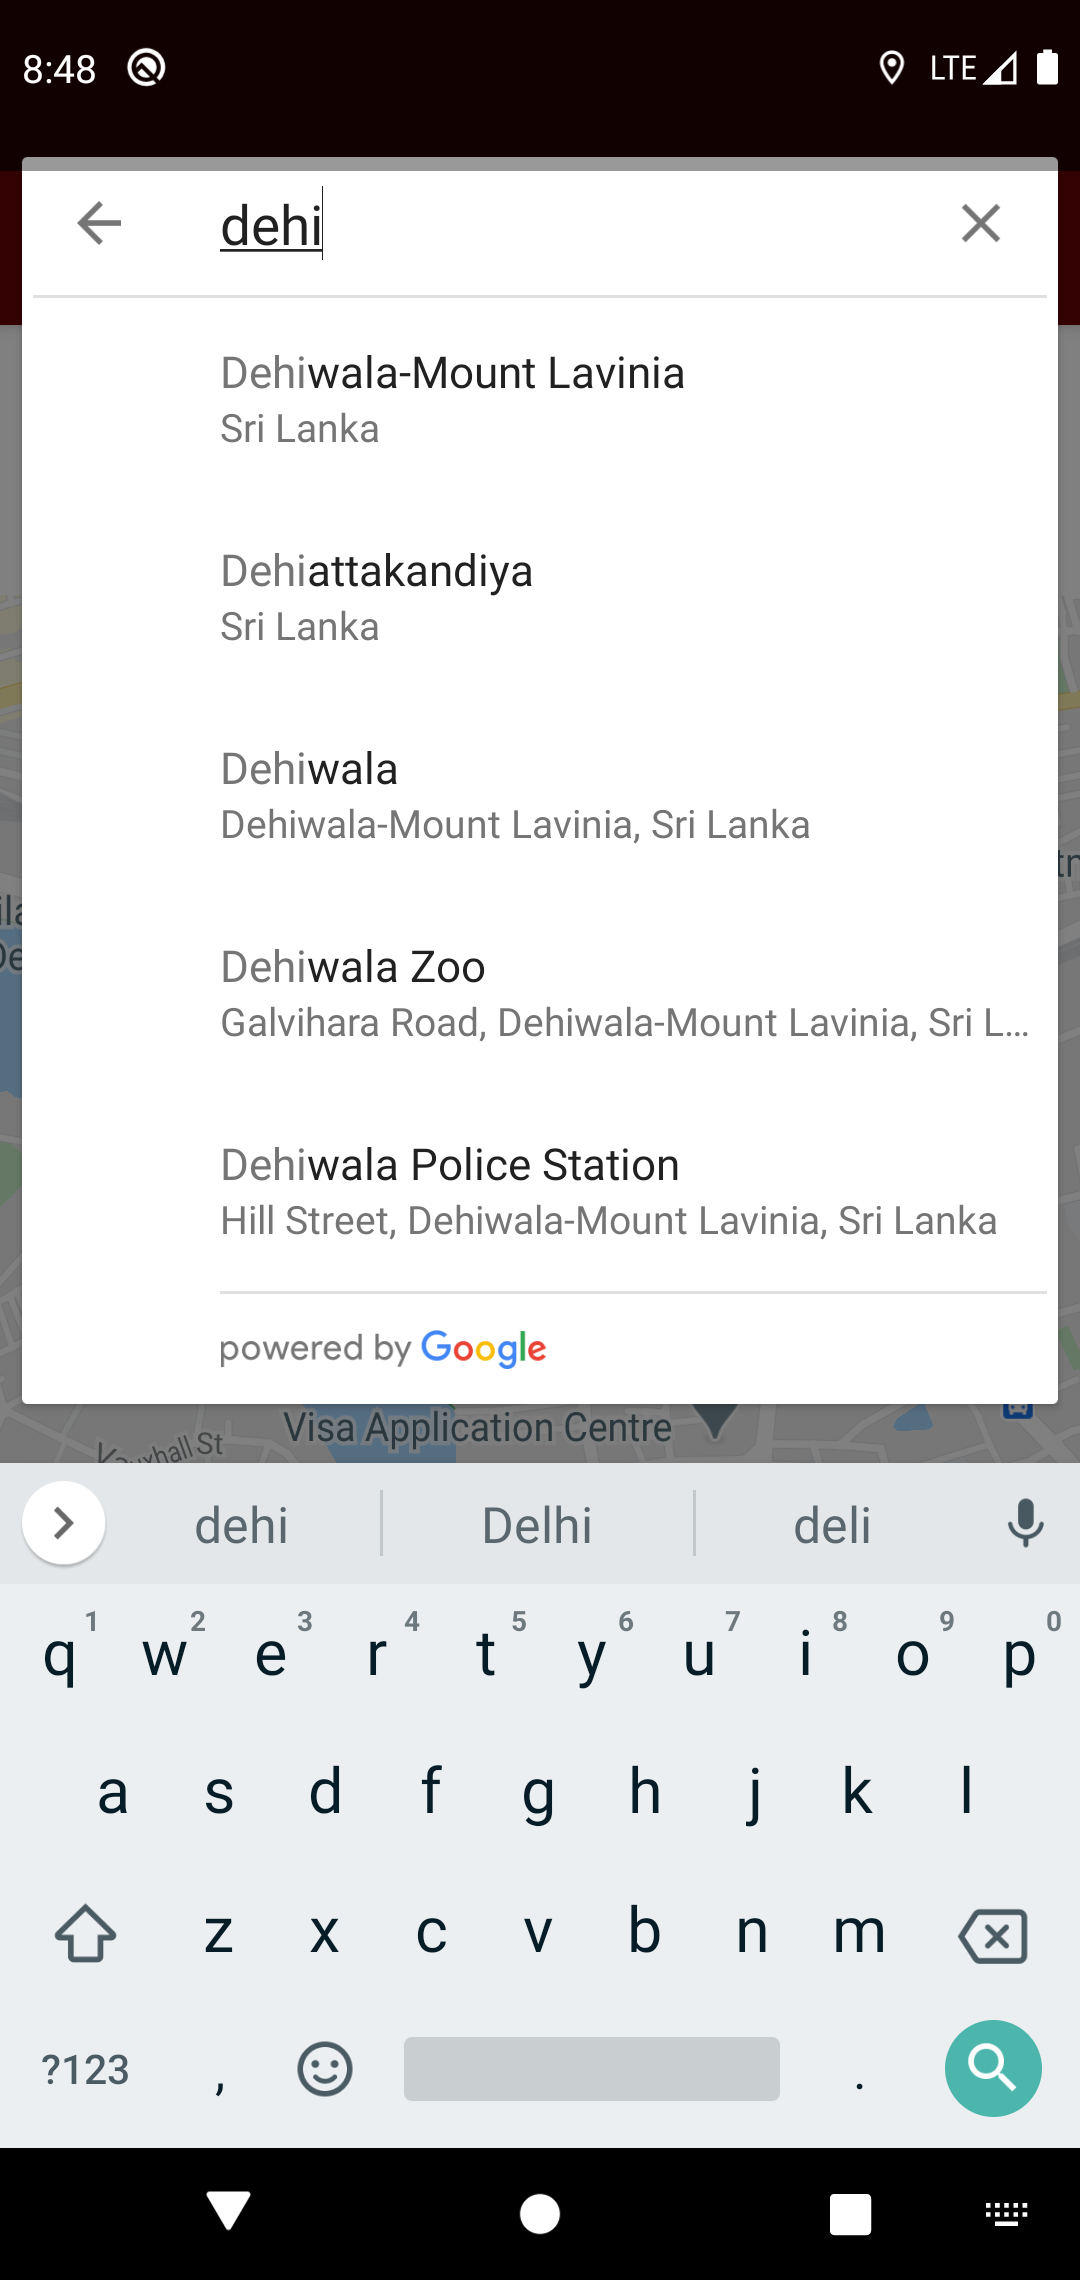 8:48 LTE
dehi
Dehiwala-Mount Lavinia
Sri Lanka
Dehiattakandiya
Sri Lanka
Dehiwala
Dehiwala-Mount Lavinia, Sri Lanka
Dehiwala Zoo
Galvihara Road, Dehiwala-Mount Lavinia, Sri L...
Dehiwala Police Station
Hill Street, Dehiwala-Mount Lavinia, Sri Lanka
powered by Google
Visa Application Centre
St
dehi Delhi deli
1 2 3 4 5 6 7 8 9 0
q w e r t y u i o p
a s d f g h j k l
z x c v b n m
?123 , .